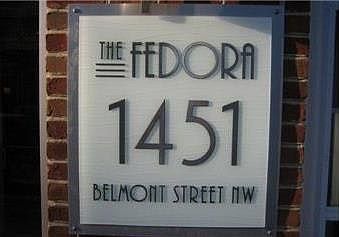 THE FEDORA
1451
BELMONT STREET NW